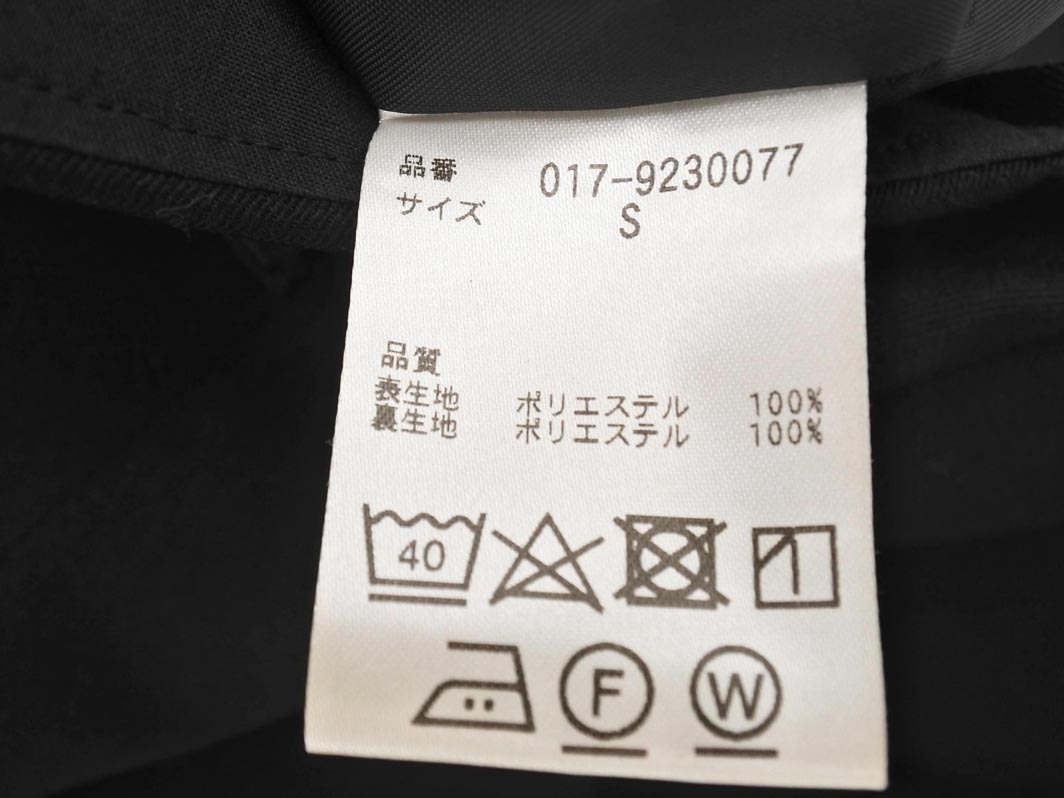 品番 017-9230077
サイズ S
品質
表生地 ポリエステル 100%
裏生地 ポリエステル 100%
40
F W